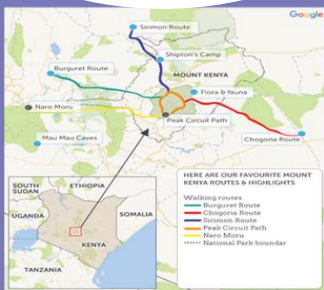 Google
Sirimon Route
Shipton's Camp
Burguret Route
MOUNT
KENYA
Flora & fauna
Naro Moru
Peak Circuit Path
Mau Mau Caves
Chogoria Route
HERE ARE OUR FAVOURITE MOUNT
KENYA ROUTES & HIGHLIGHTS
Walking routes
Burguret Route
Chogoria Route
Sirimon Route
Peak Circuit Path
Naro Moru
National Park boundar
SOUTH
SUDAN
ETHIOPIA
UGANDA
SOMALIA
KENYA
TANZANIA